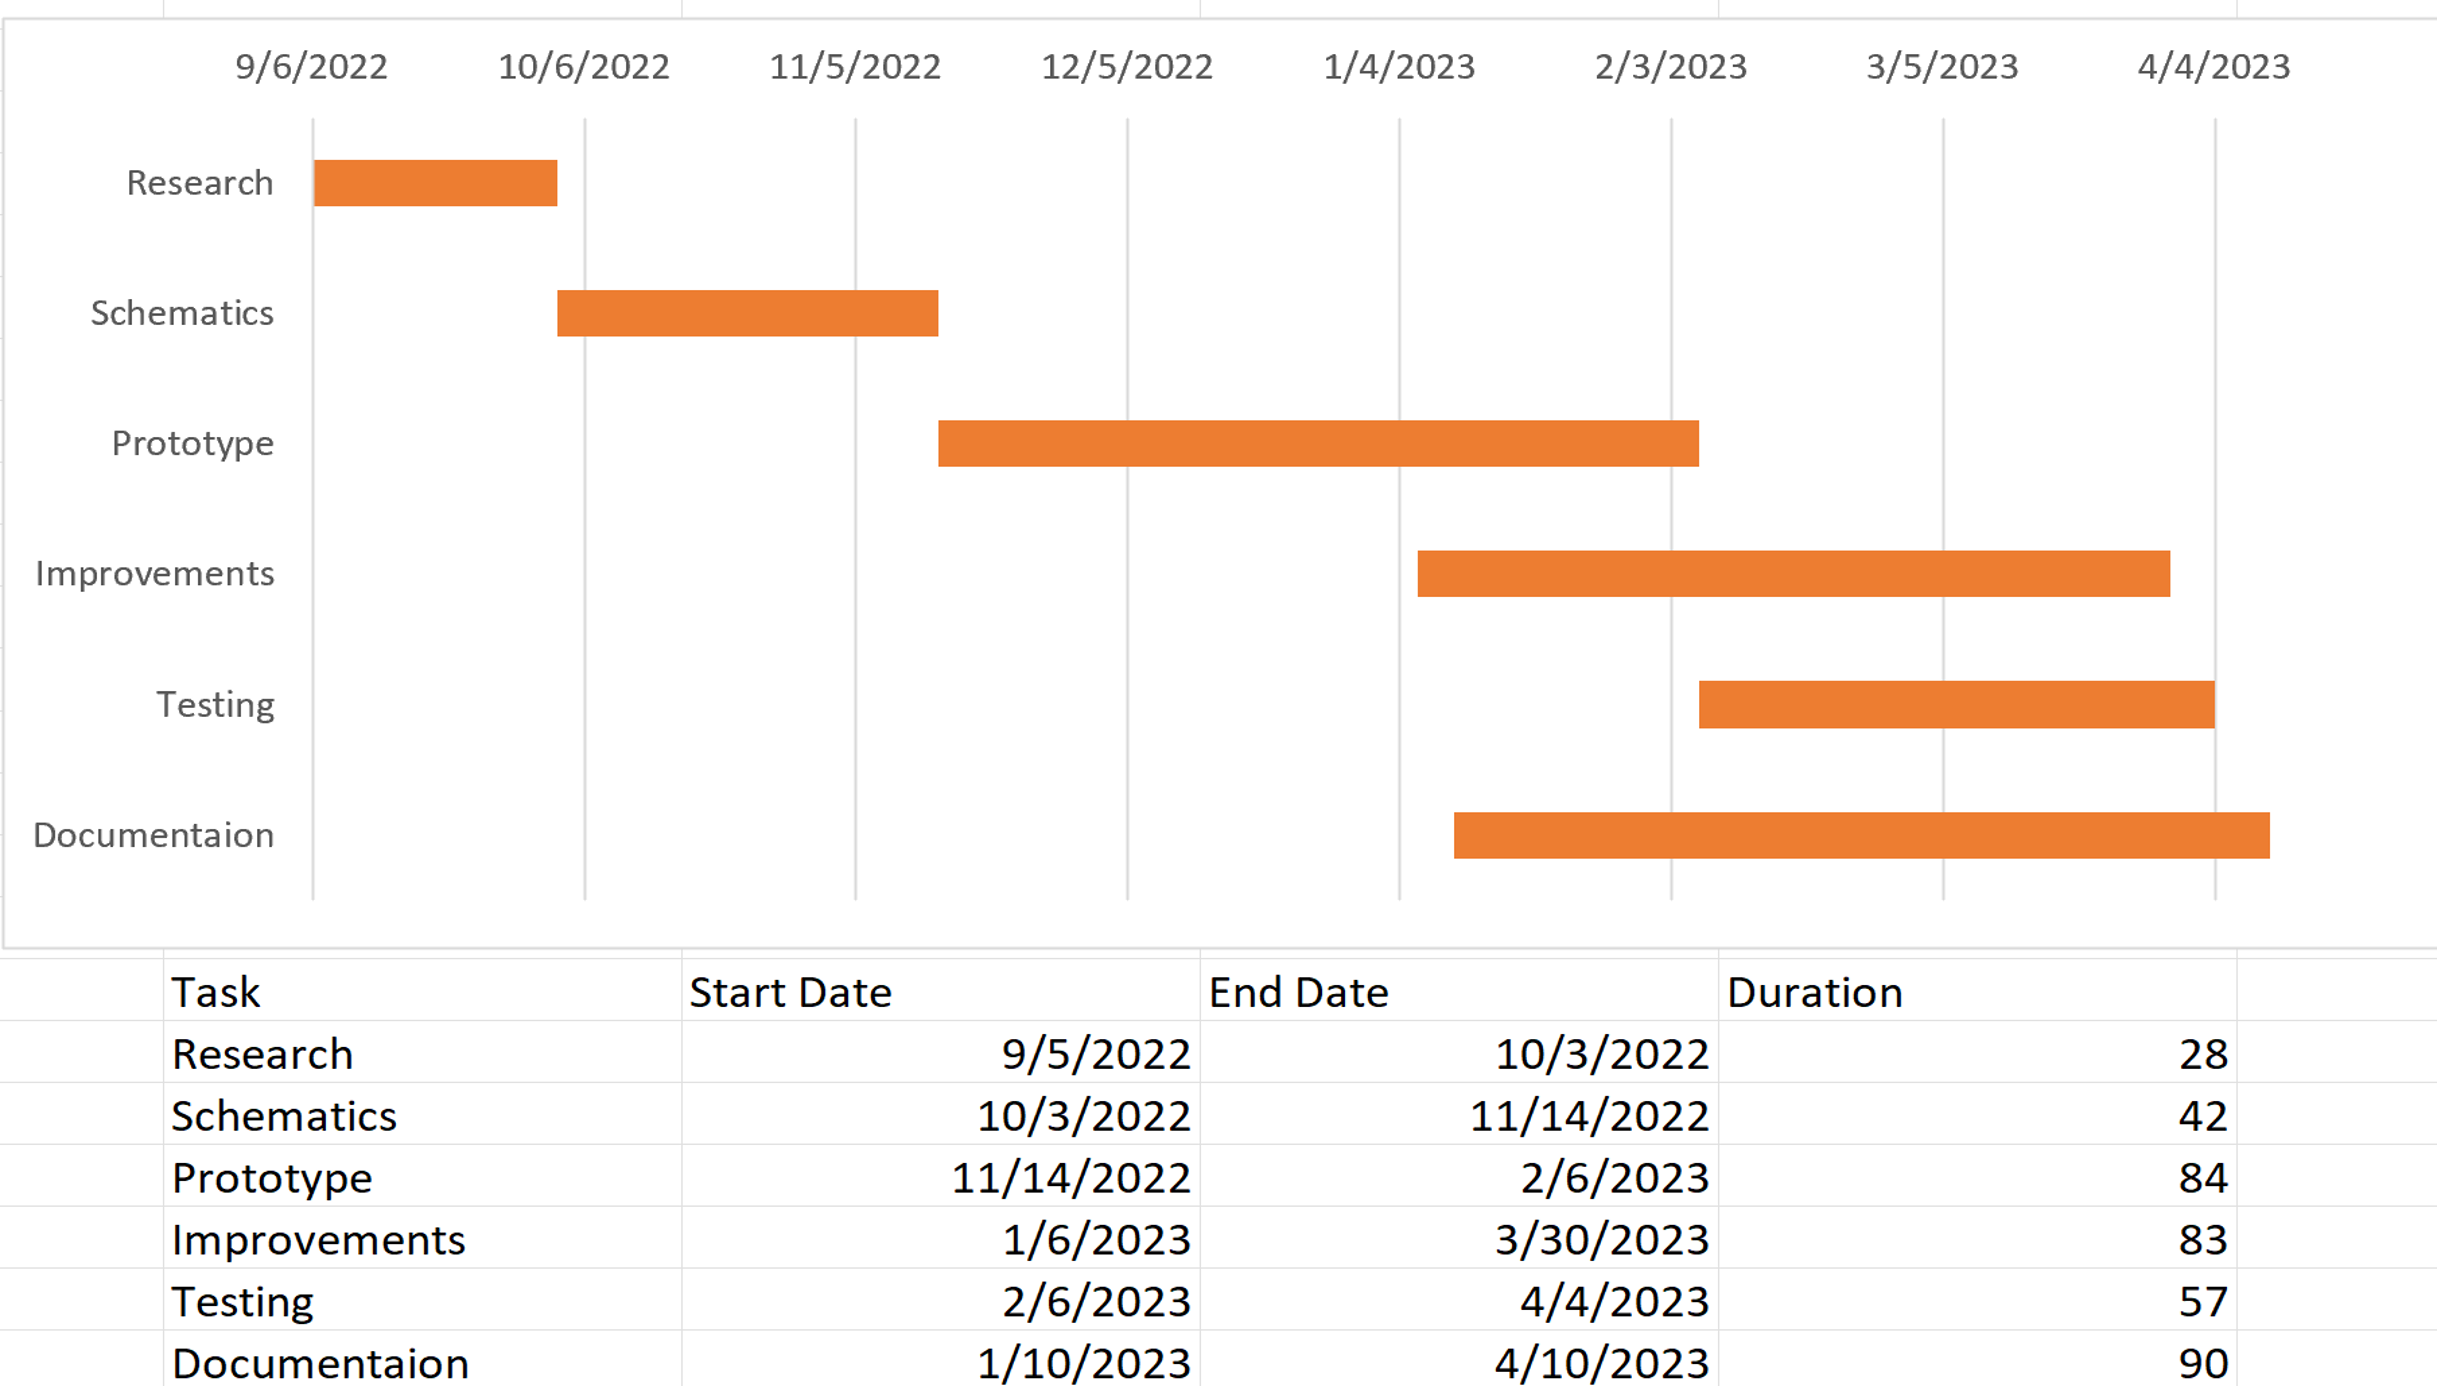 9/6/2022 10/6/2022 11/5/2022 12/5/2022 1/4/2023 2/3/2023 3/5/2023 4/4/2023
Research
Schematics
Prototype
Improvements
Testing
Documentaion
Task Start Date End Date Duration
Research 9/5/2022 10/3/2022 28
Schematics 10/3/2022 11/14/2022 42
Prototype 11/14/2022 2/6/2023 84
Improvements 1/6/2023 3/30/2023 83
Testing 2/6/2023 4/4/2023 57
Documentaion 1/10/2023 4/10/2023 90